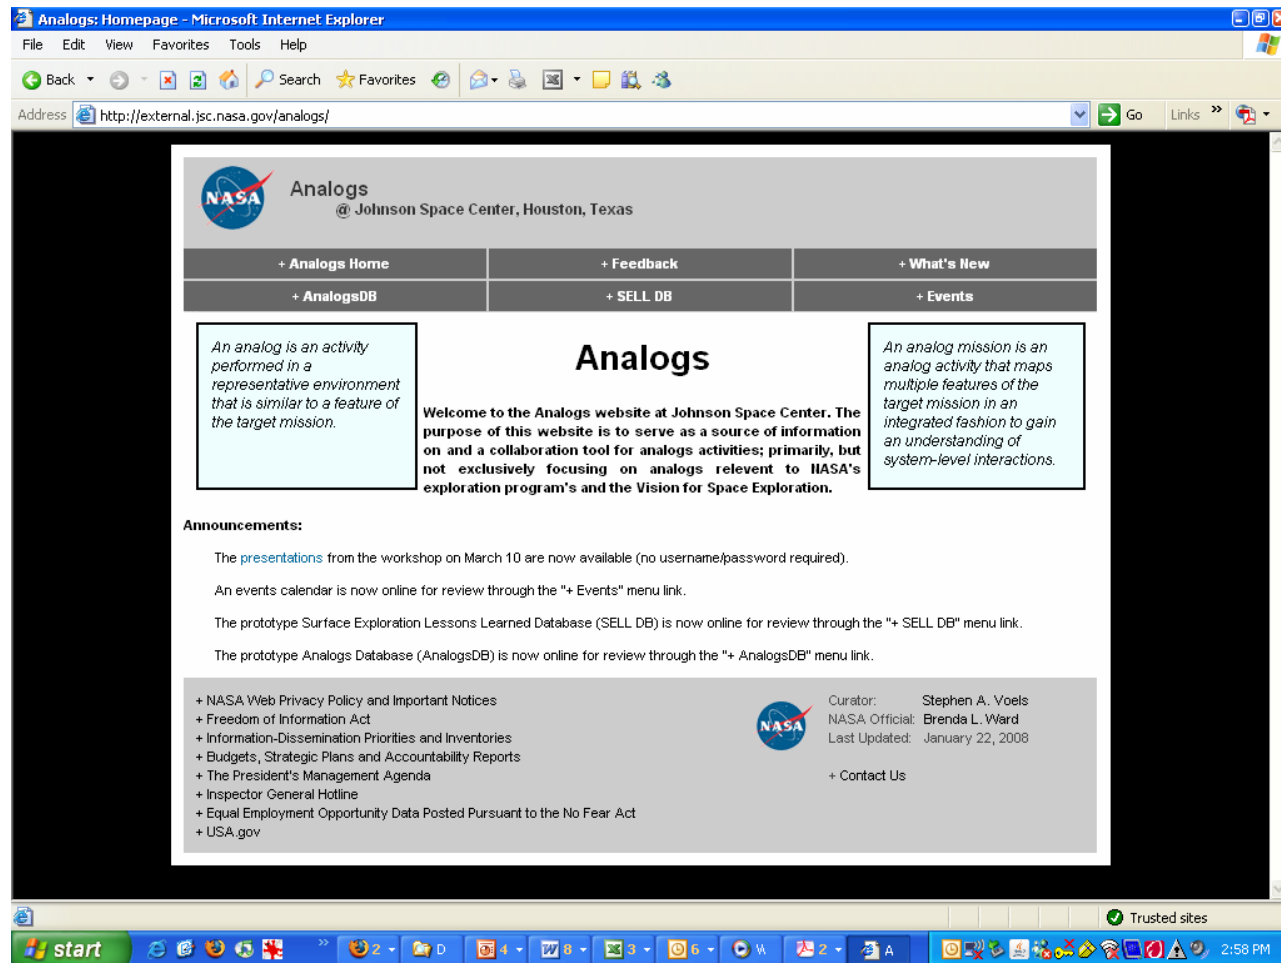 Analogs: Homepage - Microsoft Internet Explorer
File Edit View Favorites Tools Help
Back Search Favorites
Address http://external.jsc.nasa.gov/analogs/ Go Links »
NASA
Analogs
@ Johnson Space Center, Houston, Texas
+ Analogs Home + Feedback + What's New
+ AnalogsDB + SELL DB + Events
An analog is an activity
performed in a
representative environment
that is similar to a feature of
the target mission.
Analogs
Welcome to the Analogs website at Johnson Space Center. The
purpose of this website is to serve as a source of information
on and a collaboration tool for analogs activities; primarily, but
not exclusively focusing on analogs relevent to NASA's
exploration program's and the Vision for Space Exploration.
An analog mission is an
analog activity that maps
multiple features of the
target mission in an
integrated fashion to gain
an understanding of
system-level interactions.
Announcements:
The presentations from the workshop on March 10 are now available (no username/password required).
An events calendar is now online for review through the "+ Events" menu link.
The prototype Surface Exploration Lessons Learned Database (SELL DB) is now online for review through the "+ SELL DB" menu link.
The prototype Analogs Database (AnalogsDB) is now online for review through the "+ AnalogsDB" menu link.
+ NASA Web Privacy Policy and Important Notices
+ Freedom of Information Act
+ Information-Dissemination Priorities and Inventories
+ Budgets, Strategic Plans and Accountability Reports
+ The President's Management Agenda
+ Inspector General Hotline
+ Equal Employment Opportunity Data Posted Pursuant to the No Fear Act
+ USA.gov
NASA
Curator: Stephen A. Voels
NASA Official: Brenda L. Ward
Last Updated: January 22, 2008
+ Contact Us
Trusted sites
start » 2 D 4 8 3 6 2 A 2:58 PM